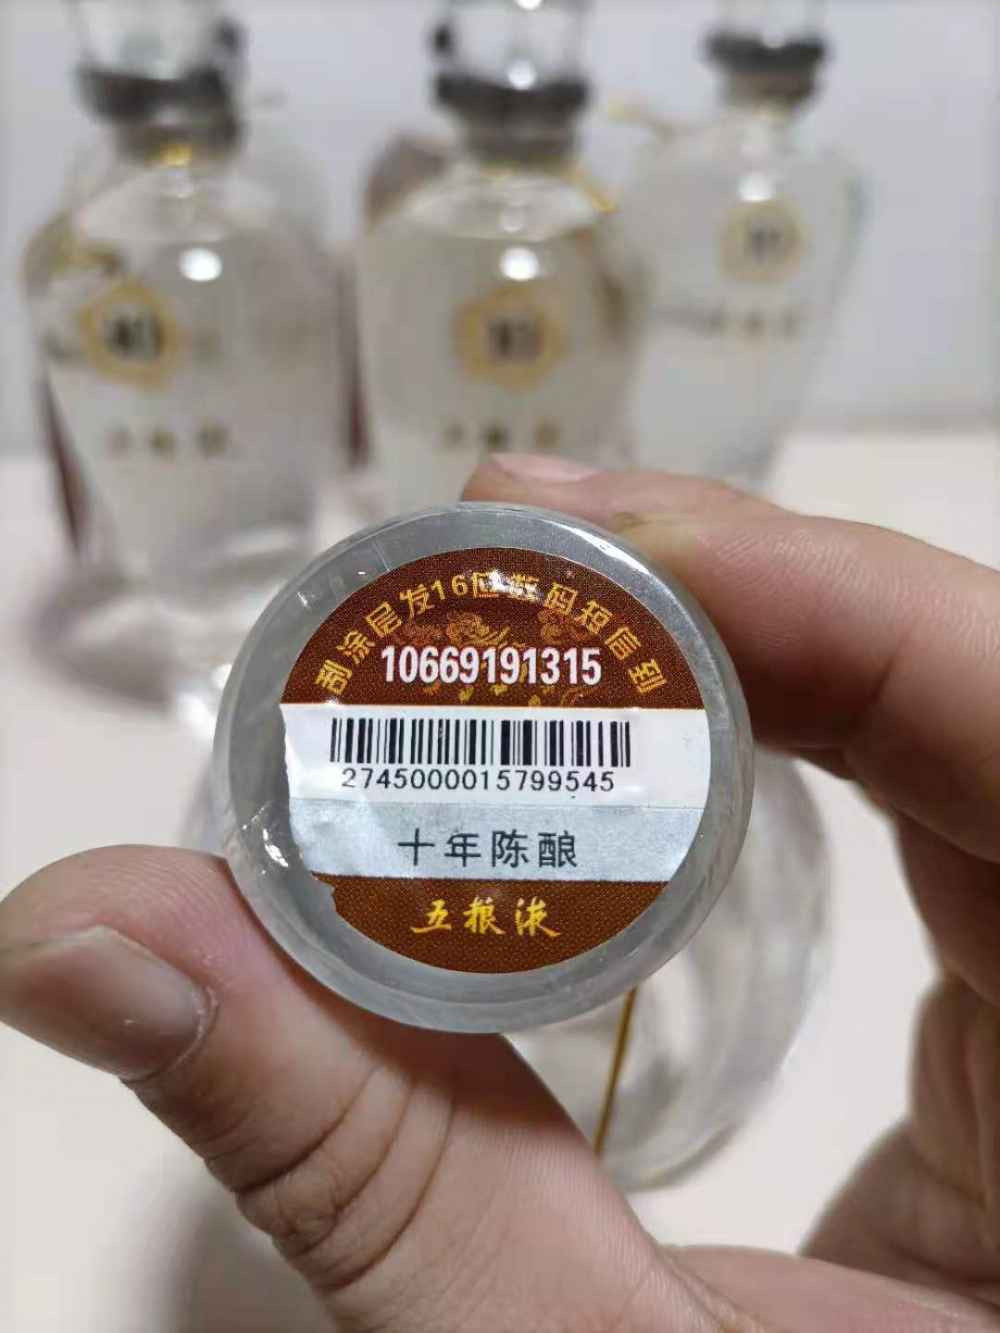 刮涂层发16位数码短信到
10669191315
2745000015799545
十年陈酿
五粮液